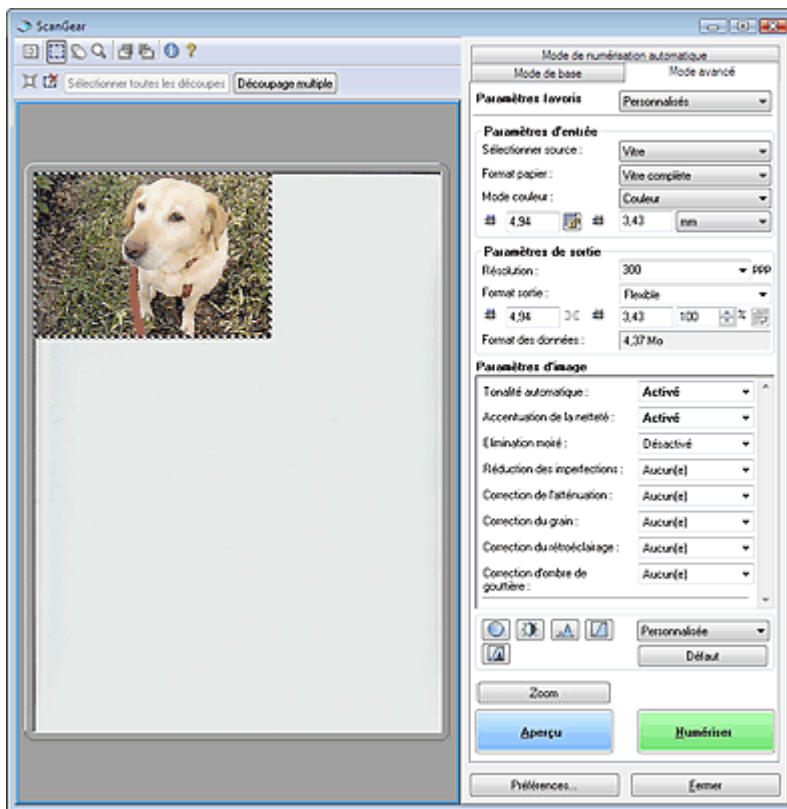 ScanGear
Sélectionner toutes les découpes
Découpage multiple
Mode de numérisation automatique
Mode de base
Mode avancé
Paramètres favoris
Personnalisés
Paramètres d'entrée
Sélectionner source :
Vitre
Format papier :
Vitre complète
Mode couleur :
Couleur
4,94
3,43
mm
Paramètres de sortie
Résolution :
300
ppp
Format sortie :
Flexible
4,94
3,43
100
%
Format des données :
4,37 Mo
Paramètres d'image
Tonalité automatique :
Activé
Accentuation de la netteté :
Activé
Elimination moiré :
Désactivé
Réduction des imperfections :
Aucun(e)
Correction de l'atténuation :
Aucun(e)
Correction du grain :
Aucun(e)
Correction du rétroéclairage :
Aucun(e)
Correction d'ombre de
gouttière :
Aucun(e)
Personnalisée
Défaut
Zoom
Aperçu
Numériser
Préférences...
Fermer